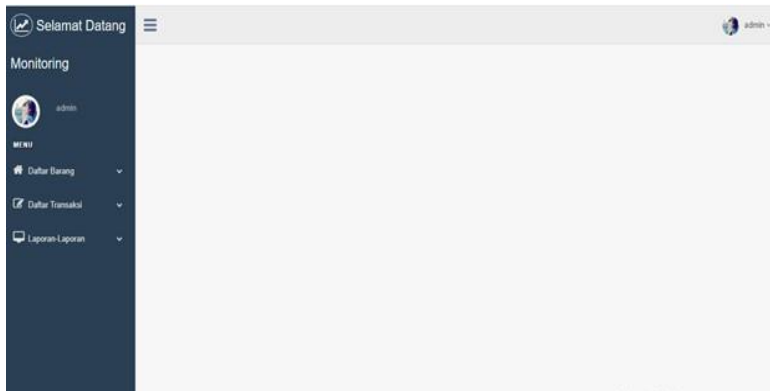 Selamat Datang
admin
Monitoring
admin
MENU
Daftar Barang
Daftar Transaksi
Laporan-Laporan